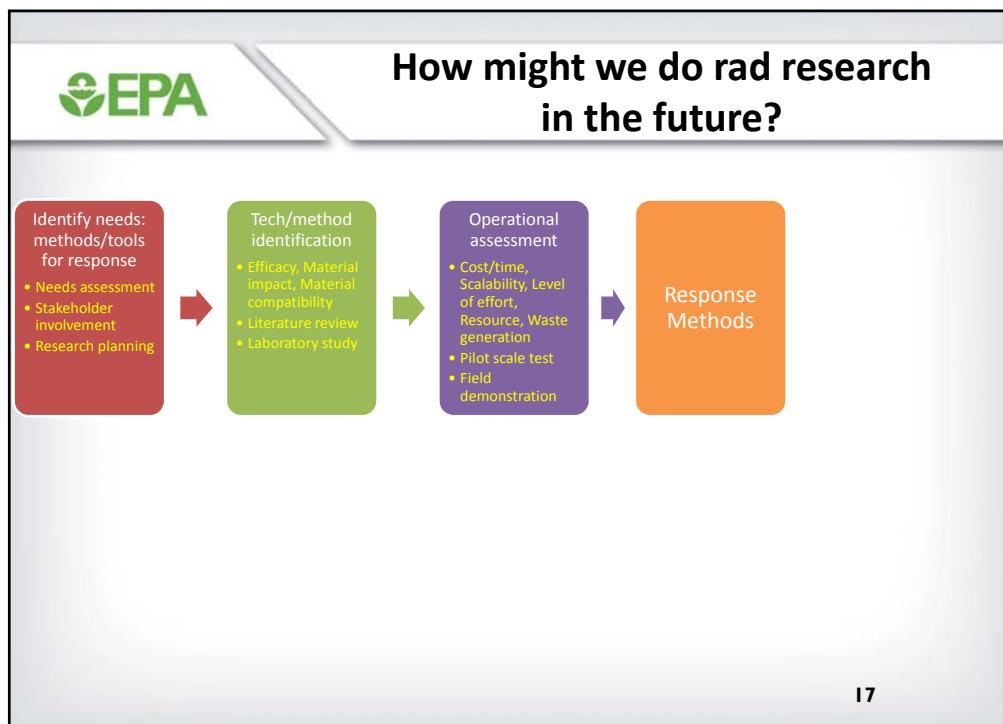 EPA
How might we do rad research
in the future?
Identify needs:
methods/tools
for response
• Needs assessment
• Stakeholder
involvement
• Research planning
Tech/method
identification
• Efficacy, Material
impact, Material
compatibility
• Literature review
• Laboratory study
Operational
assessment
• Cost/time,
Scalability, Level
of effort,
Resource, Waste
generation
• Pilot scale test
• Field
demonstration
Response
Methods
17